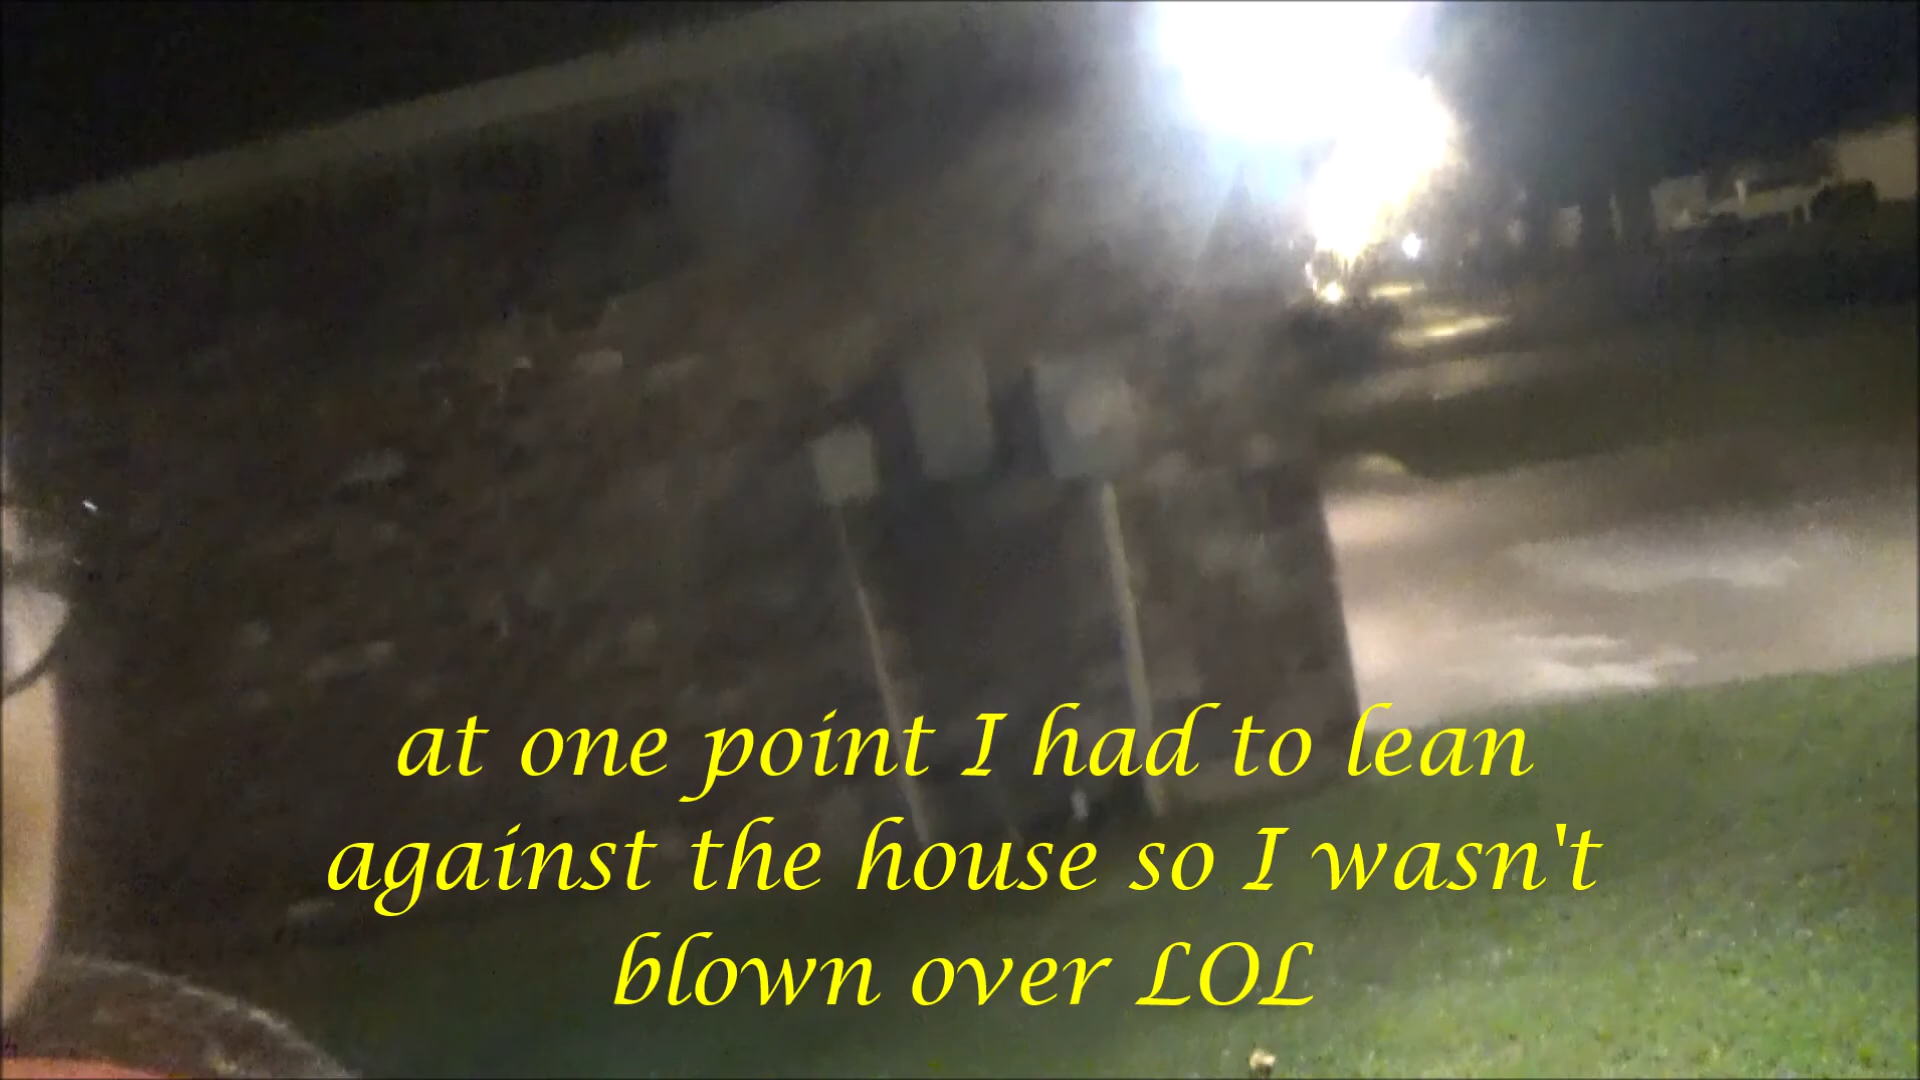 at one point I had to lean
against the house so I wasn't
blown over LOL